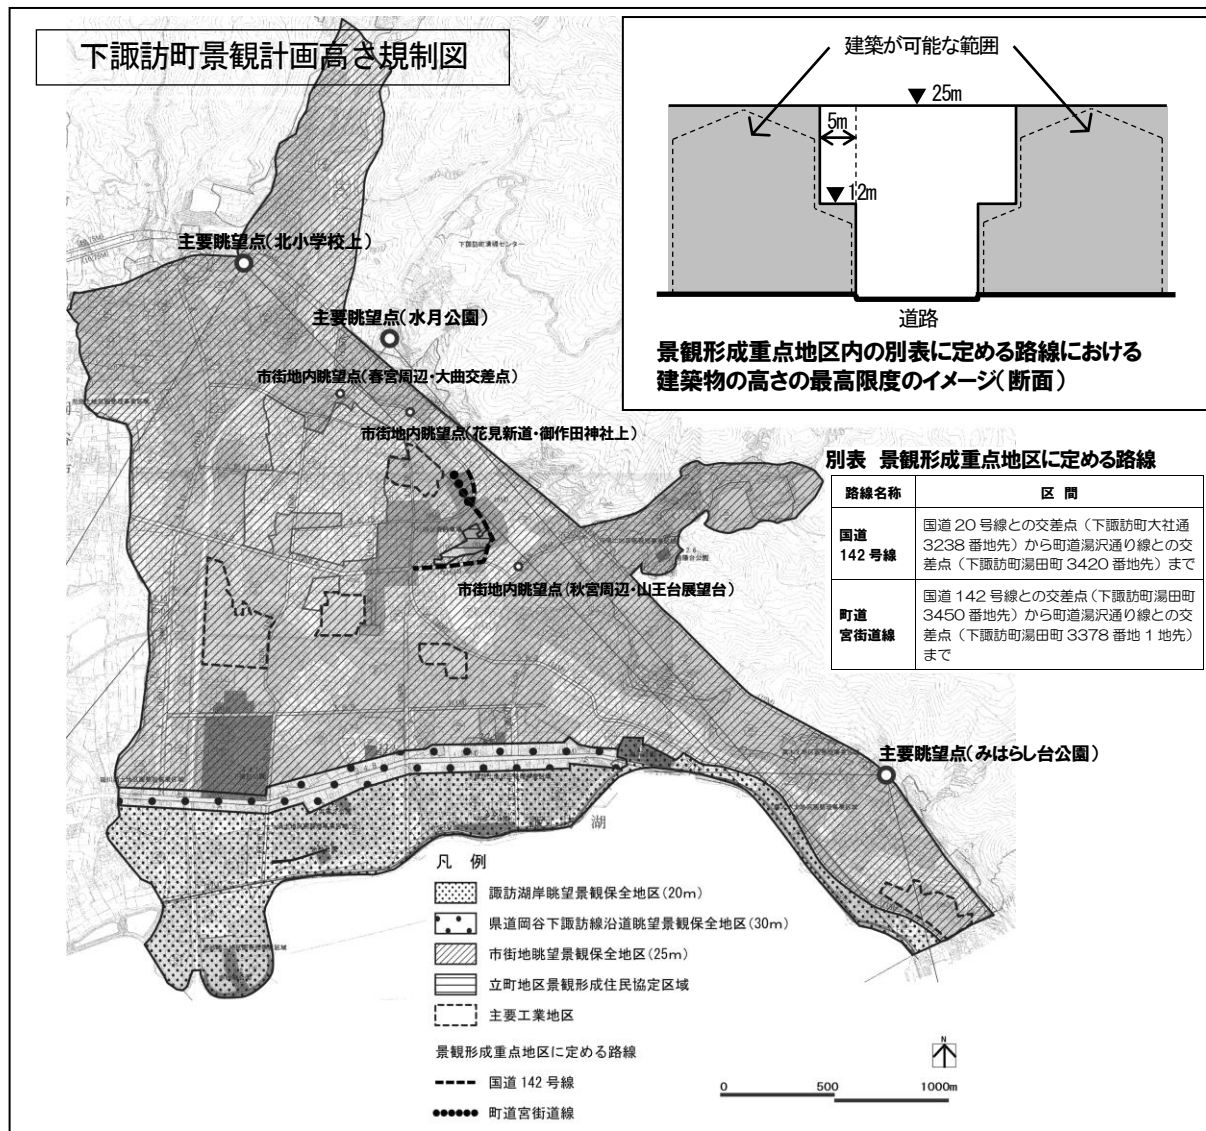 下諏訪町景観計画高さ規制図
建築が可能な範囲
25m
5m
12m
道路
景観形成重点地区内の別表に定める路線における
建築物の高さの最高限度のイメージ(断面)
主要眺望点(北小学校上)
主要眺望点(水月公園)
市街地内眺望点(春宮周辺・大曲交差点)
市街地内眺望点(花見新道・御作田神社上)
市街地内眺望点(秋宮周辺・山王台展望台)
主要眺望点(みはらし台公園)
別表 景観形成重点地区に定める路線
路線名称 区 間
国道
142号線
国道20号線との交差点(下諏訪町大社通
3238番地先)から町道湯沢通り線との交
差点(下諏訪町湯田町3420番地先)まで
町道
宮街道線
国道142号線との交差点(下諏訪町湯田町
3450番地先)から町道湯沢通り線との交
差点(下諏訪町湯田町3378番地1地先)
まで
湖
凡 例
諏訪湖岸眺望景観保全地区(20m)
県道岡谷下諏訪線沿道眺望景観保全地区(30m)
市街地眺望景観保全地区(25m)
立町地区景観形成住民協定区域
主要工業地区
景観形成重点地区に定める路線
国道142号線
町道宮街道線
N
0 500 1000m